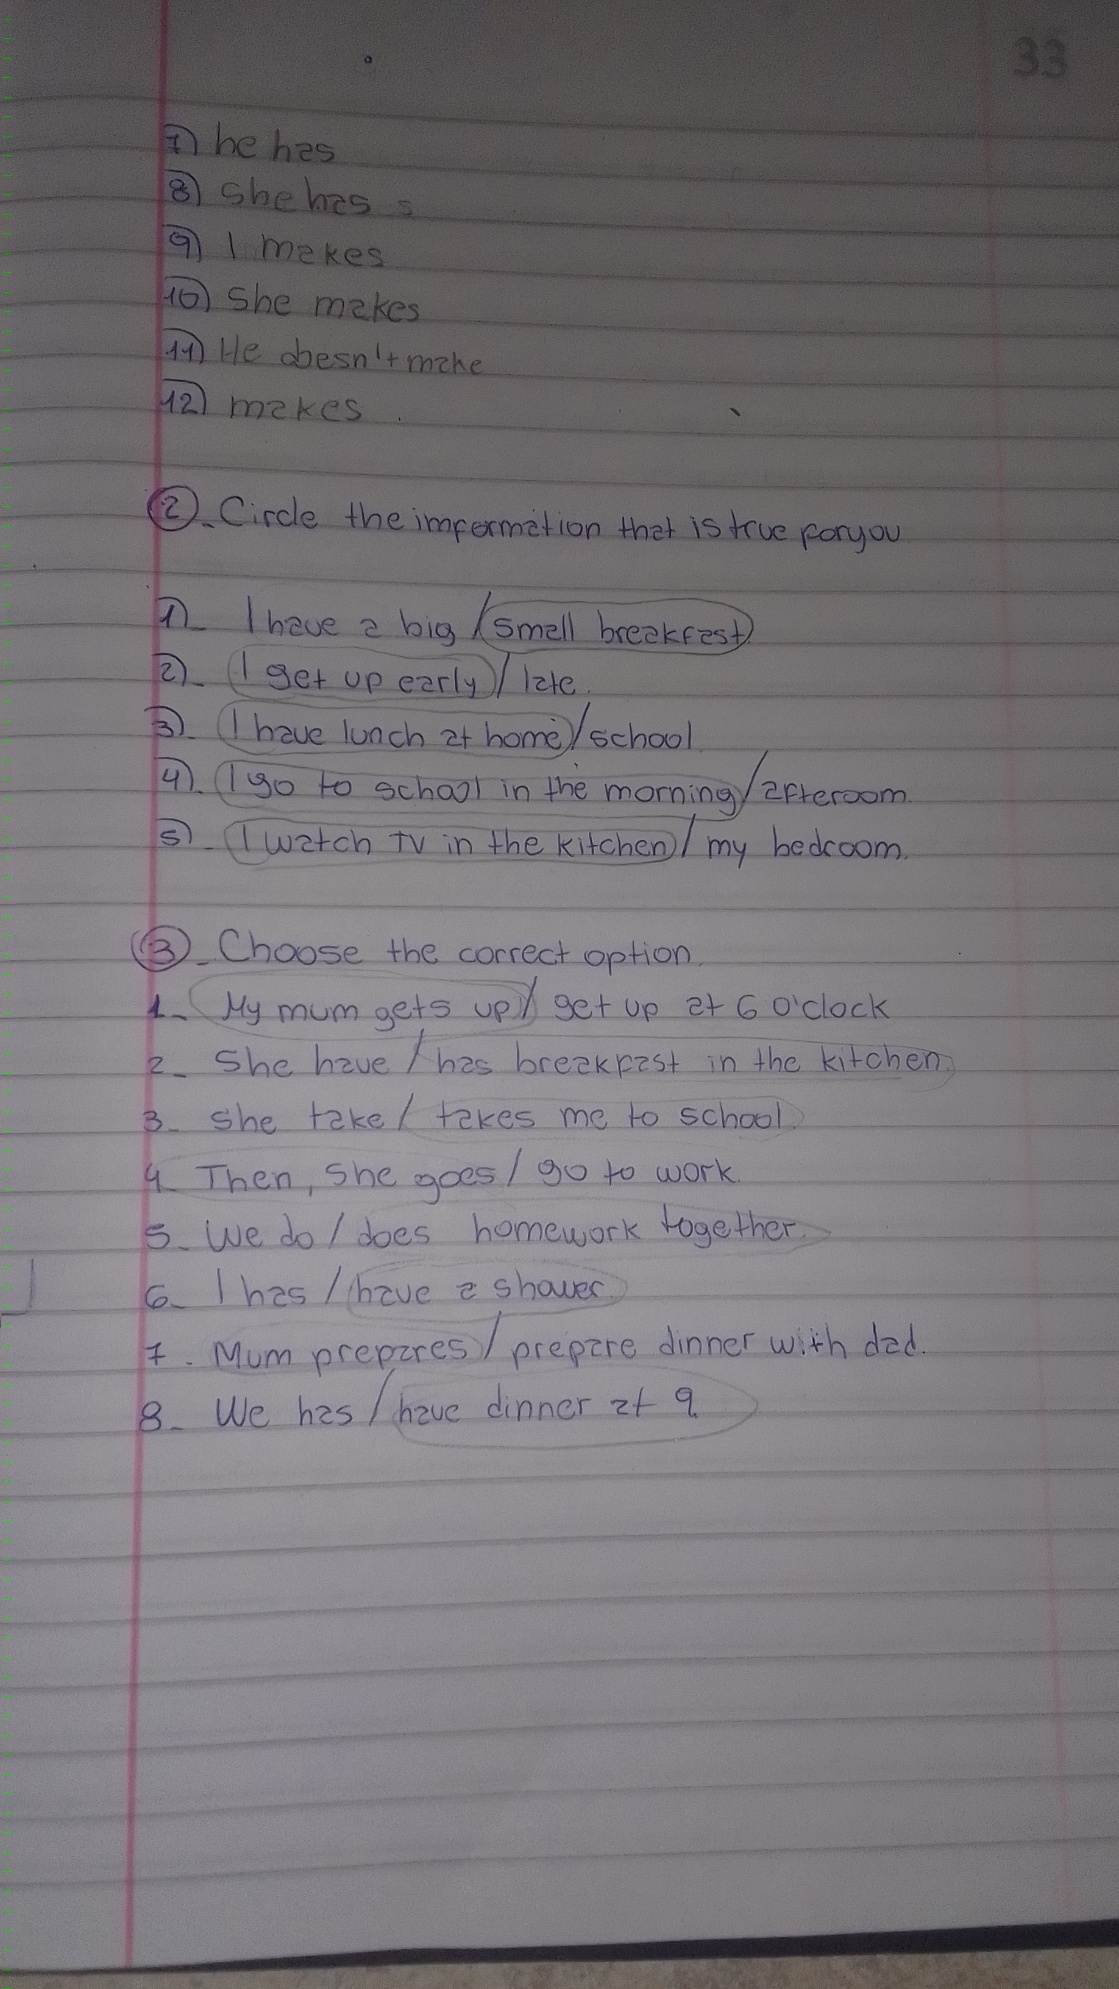 33
7) he has
8) she has s
9) I makes
10) She makes
11) He doesn't make
12) makes.
2. Circle the impormation that is true for you
1) I have a big / small breakfast.
2). I get up early / late.
3). I have lunch at home / school.
4). I go to school in the morning / afteroom.
5). I watch TV in the kitchen / my bedroom.
3. Choose the correct option.
1. My mum gets up / get up at 6 o'clock
2. She have / has breakfast in the kitchen.
3. She take / takes me to school.
4. Then, She goes / go to work.
5. We do / does homework together.
6. I has / have a shower.
7. Mum prepares / prepare dinner with dad.
8. We has / have dinner at 9.